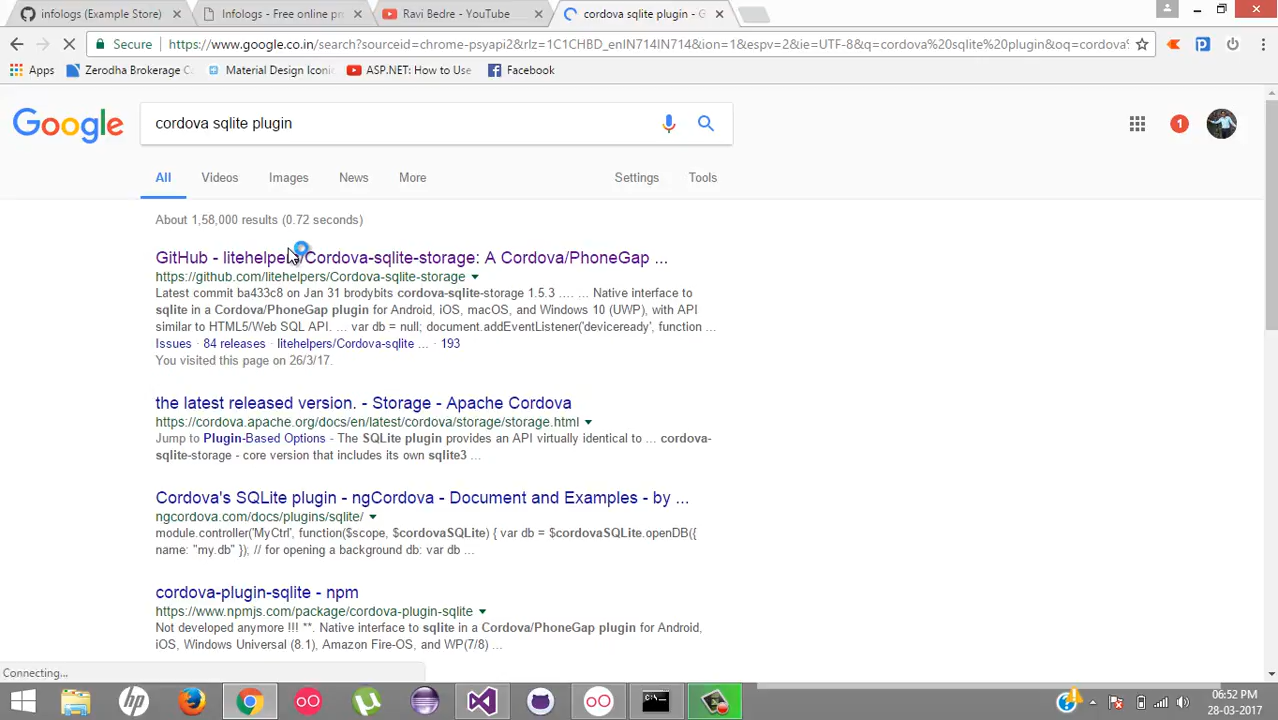 infologs (Example Store)
Infologs - Free online pr
Ravi Bedre - YouTube
cordova sqlite plugin - G
Secure
https://www.google.co.in/search?sourceid=chrome-psyapi2&rlz=1C1CHBD_enIN714IN714&ion=1&espv=2&ie=UTF-8&q=cordova%20sqlite%20plugin&oq=cordova%
Apps
Zerodha Brokerage C
Material Design Iconic
ASP.NET: How to Use
Facebook
Google
cordova sqlite plugin
1
All
Videos
Images
News
More
Settings
Tools
About 1,58,000 results (0.72 seconds)
GitHub - litehelpers/Cordova-sqlite-storage: A Cordova/PhoneGap ...
https://github.com/litehelpers/Cordova-sqlite-storage
Latest commit ba433c8 on Jan 31 brodybits cordova-sqlite-storage 1.5.3 .... ... Native interface to
sqlite in a Cordova/PhoneGap plugin for Android, iOS, macOS, and Windows 10 (UWP), with API
similar to HTML5/Web SQL API. ... var db = null; document.addEventListener('deviceready', function ...
Issues · 84 releases · litehelpers/Cordova-sqlite ... · 193
You visited this page on 26/3/17.
the latest released version. - Storage - Apache Cordova
https://cordova.apache.org/docs/en/latest/cordova/storage/storage.html
Jump to Plugin-Based Options - The SQLite plugin provides an API virtually identical to ... cordova-
sqlite-storage - core version that includes its own sqlite3 ...
Cordova's SQLite plugin - ngCordova - Document and Examples - by ...
ngcordova.com/docs/plugins/sqlite/
module.controller('MyCtrl', function($scope, $cordovaSQLite) { var db = $cordovaSQLite.openDB({
name: "my.db" }); // for opening a background db: var db ...
cordova-plugin-sqlite - npm
https://www.npmjs.com/package/cordova-plugin-sqlite
Not developed anymore !!! **. Native interface to sqlite in a Cordova/PhoneGap plugin for Android,
iOS, Windows Universal (8.1), Amazon Fire-OS, and WP(7/8) ...
Connecting...
06:52 PM
28-03-2017